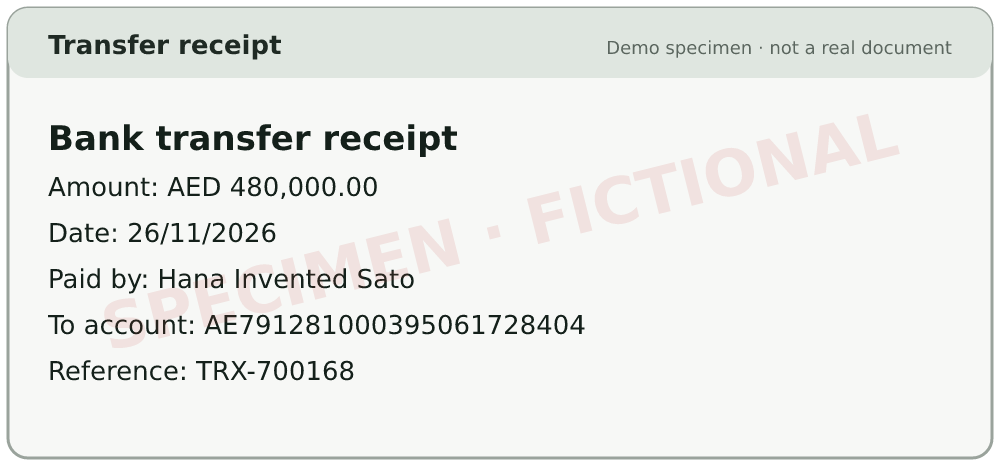 Transfer receipt
Demo specimen · not a real document
Bank transfer receipt
Amount: AED 480,000.00
Date: 26/11/2026
Paid by: Hana Invented Sato
To account: AE791281000395061728404
Reference: TRX-700168
SPECIMEN · FICTIONAL